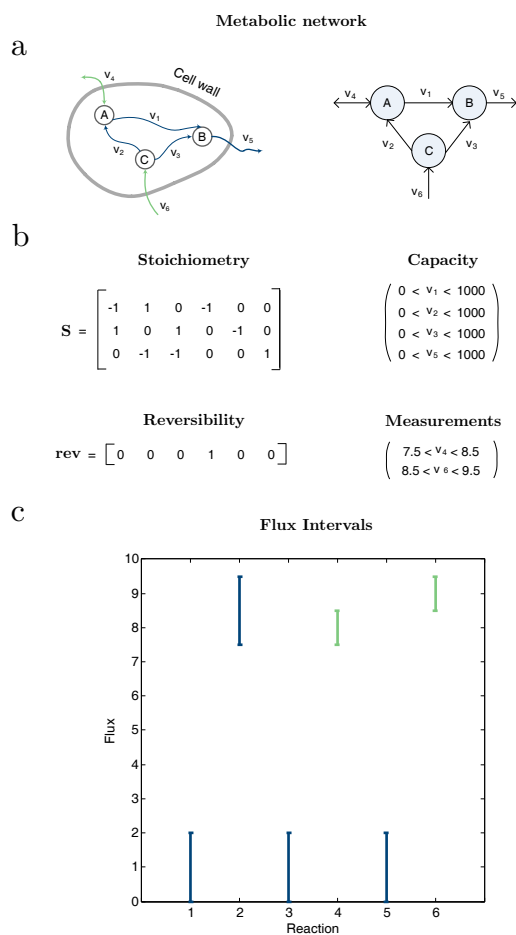 Metabolic network
a
Cell wall
v4
A
v1
B
v2
C
v3
v5
v6
v4
A
v1
B
v5
v2
C
v3
v6
b
Stoichiometry
S =
-1 1 0 -1 0 0
1 0 1 0 -1 0
0 -1 -1 0 0 1
Capacity
0 < v1 < 1000
0 < v2 < 1000
0 < v3 < 1000
0 < v5 < 1000
Reversibility
rev = [ 0 0 0 1 0 0 ]
Measurements
7.5 < v4 < 8.5
8.5 < v6 < 9.5
c
Flux Intervals
10
9
8
7
6
5
4
3
2
1
0
Flux
1 2 3 4 5 6
Reaction